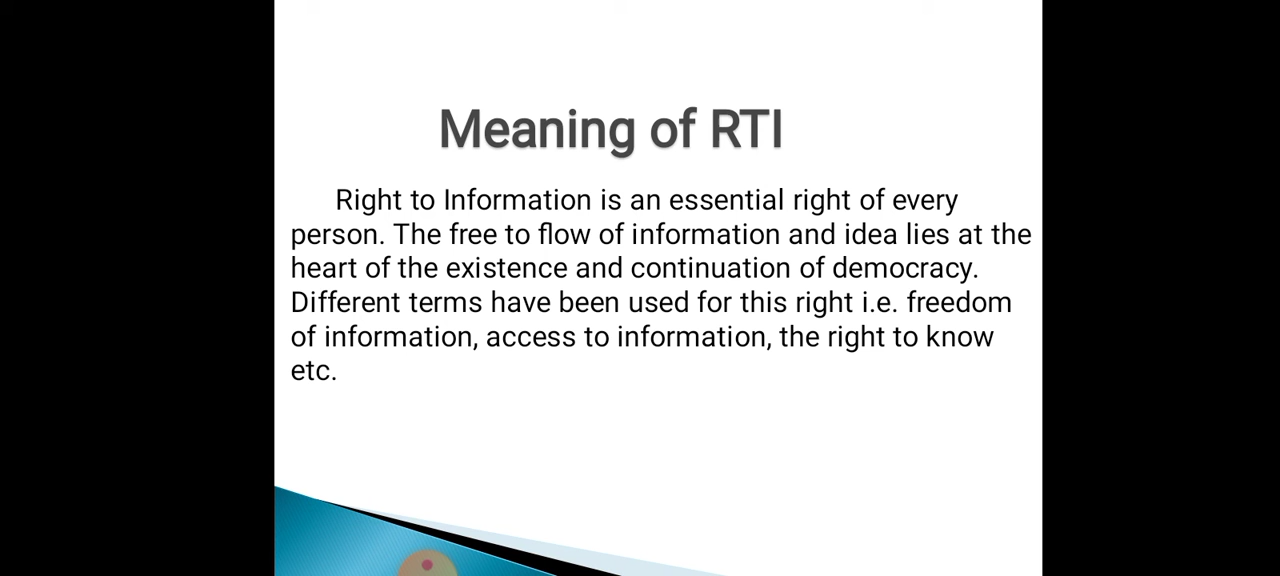 Meaning of RTI
Right to Information is an essential right of every
person. The free to flow of information and idea lies at the
heart of the existence and continuation of democracy.
Different terms have been used for this right i.e. freedom
of information, access to information, the right to know
etc.